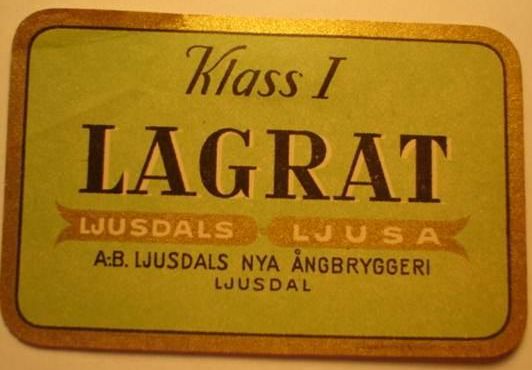 Klass I
LAGRAT
LJUSDALS LJUSA
A.-B. LJUSDALS NYA ÅNGBRYGGERI
LJUSDAL